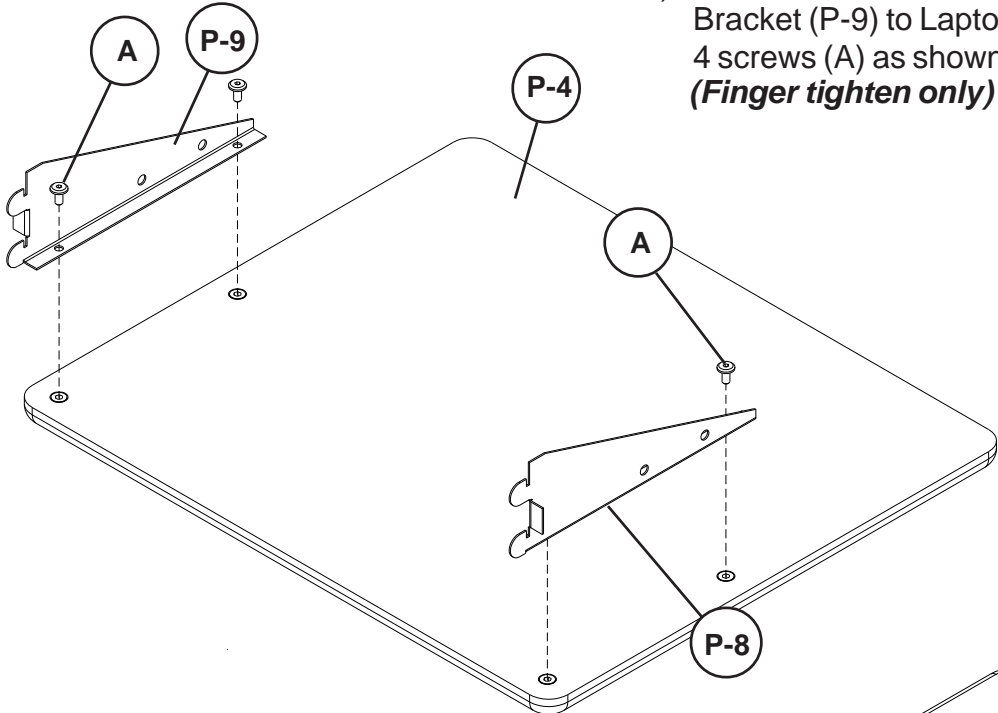 Bracket (P-9) to Lapto
4 screws (A) as shown
(Finger tighten only)
A
P-9
P-4
A
P-8